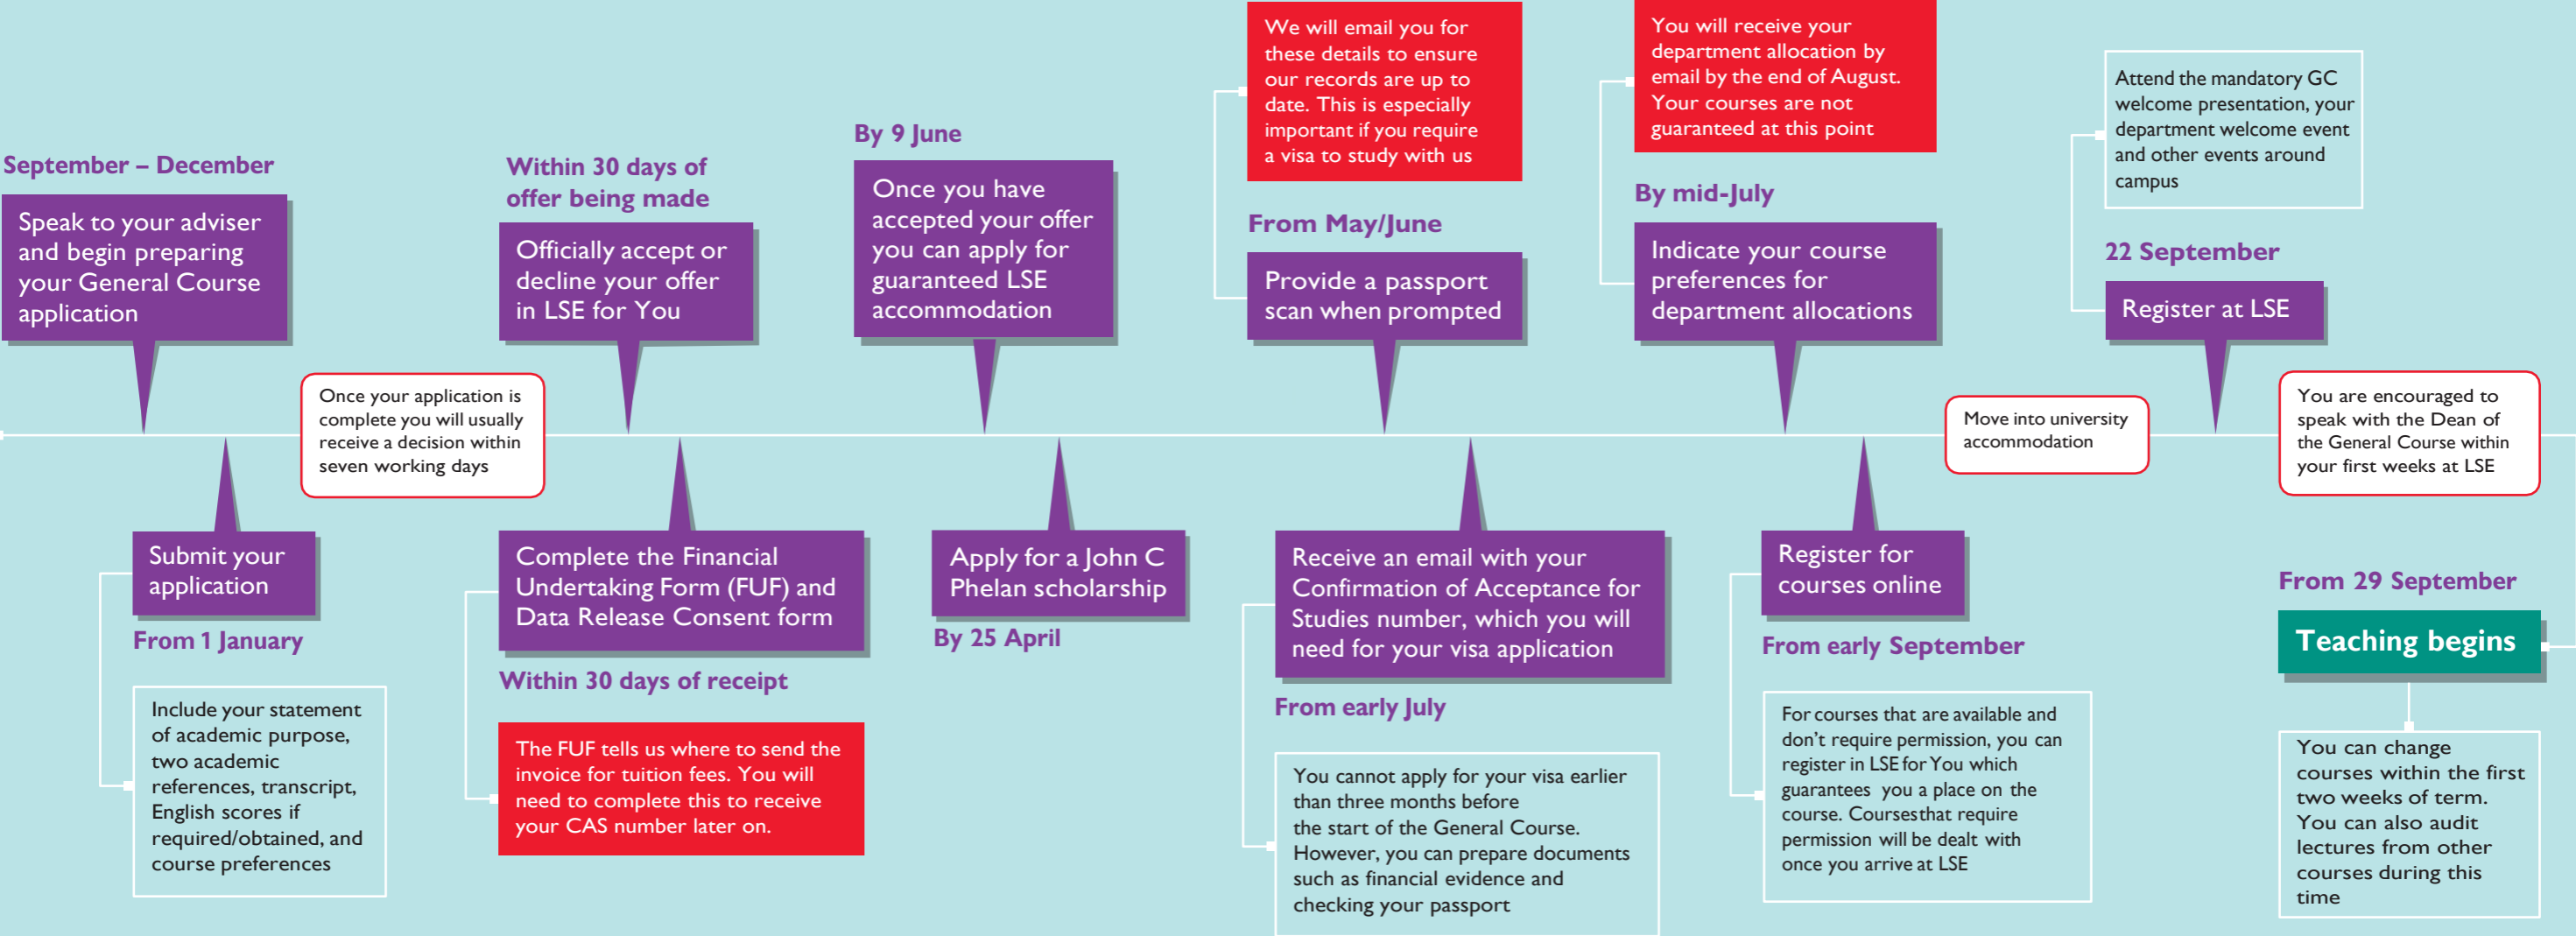 September – December
Speak to your adviser
and begin preparing
your General Course
application
Submit your
application
From 1 January
Include your statement
of academic purpose,
two academic
references, transcript,
English scores if
required/obtained, and
course preferences
Once your application is
complete you will usually
receive a decision within
seven working days
Within 30 days of
offer being made
Officially accept or
decline your offer
in LSE for You
Complete the Financial
Undertaking Form (FUF) and
Data Release Consent form
Within 30 days of receipt
The FUF tells us where to send the
invoice for tuition fees. You will
need to complete this to receive
your CAS number later on.
By 9 June
Once you have
accepted your offer
you can apply for
guaranteed LSE
accommodation
Apply for a John C
Phelan scholarship
By 25 April
We will email you for
these details to ensure
our records are up to
date. This is especially
important if you require
a visa to study with us
From May/June
Provide a passport
scan when prompted
Receive an email with your
Confirmation of Acceptance for
Studies number, which you will
need for your visa application
From early July
You cannot apply for your visa earlier
than three months before
the start of the General Course.
However, you can prepare documents
such as financial evidence and
checking your passport
You will receive your
department allocation by
email by the end of August.
Your courses are not
guaranteed at this point
By mid-July
Indicate your course
preferences for
department allocations
Register for
courses online
From early September
For courses that are available and
don't require permission, you can
register in LSE for You which
guarantees you a place on the
course. Courses that require
permission will be dealt with
once you arrive at LSE
Move into university
accommodation
Attend the mandatory GC
welcome presentation, your
department welcome event
and other events around
campus
22 September
Register at LSE
You are encouraged to
speak with the Dean of
the General Course within
your first weeks at LSE
From 29 September
Teaching begins
You can change
courses within the first
two weeks of term.
You can also audit
lectures from other
courses during this
time